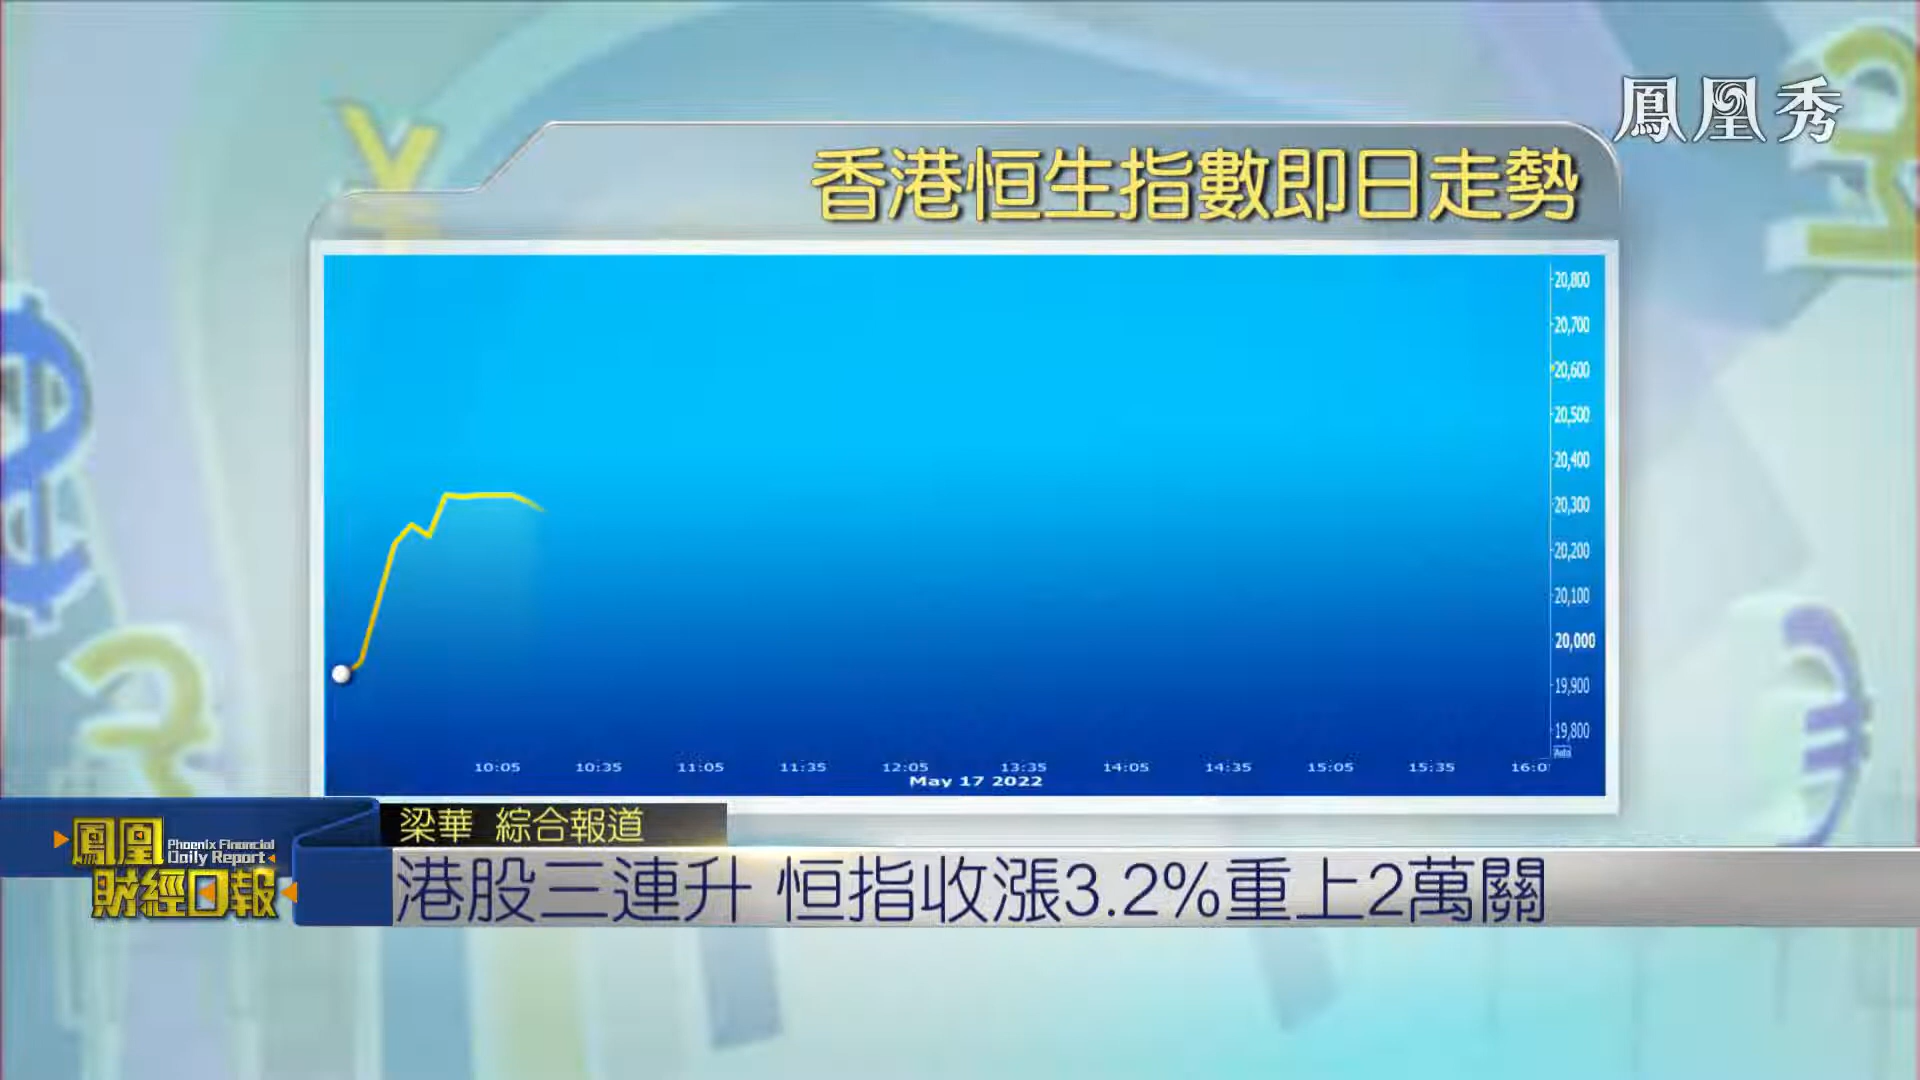 鳳凰秀
香港恒生指數即日走勢
20,800
20,700
20,600
20,500
20,400
20,300
20,200
20,100
20,000
19,900
19,800
Auto
10:05 10:35 11:05 11:35 12:05 13:35 14:05 14:35 15:05 15:35 16:0
May 17 2022
梁華 綜合報道
鳳凰 Phoenix Financial
Daily Report
財經日報
港股三連升 恒指收漲3.2%重上2萬關